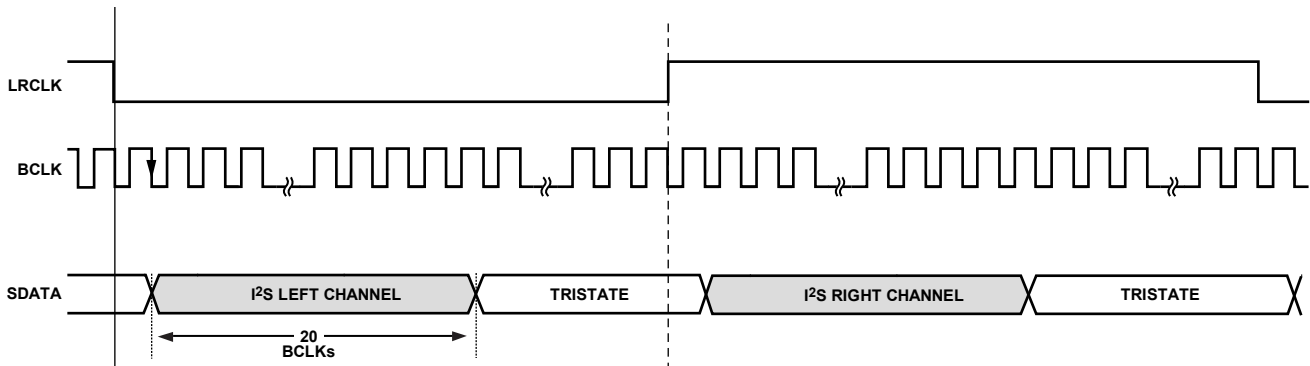 LRCLK
BCLK
SDATA
I²S LEFT CHANNEL
TRISTATE
I²S RIGHT CHANNEL
TRISTATE
20
BCLKs